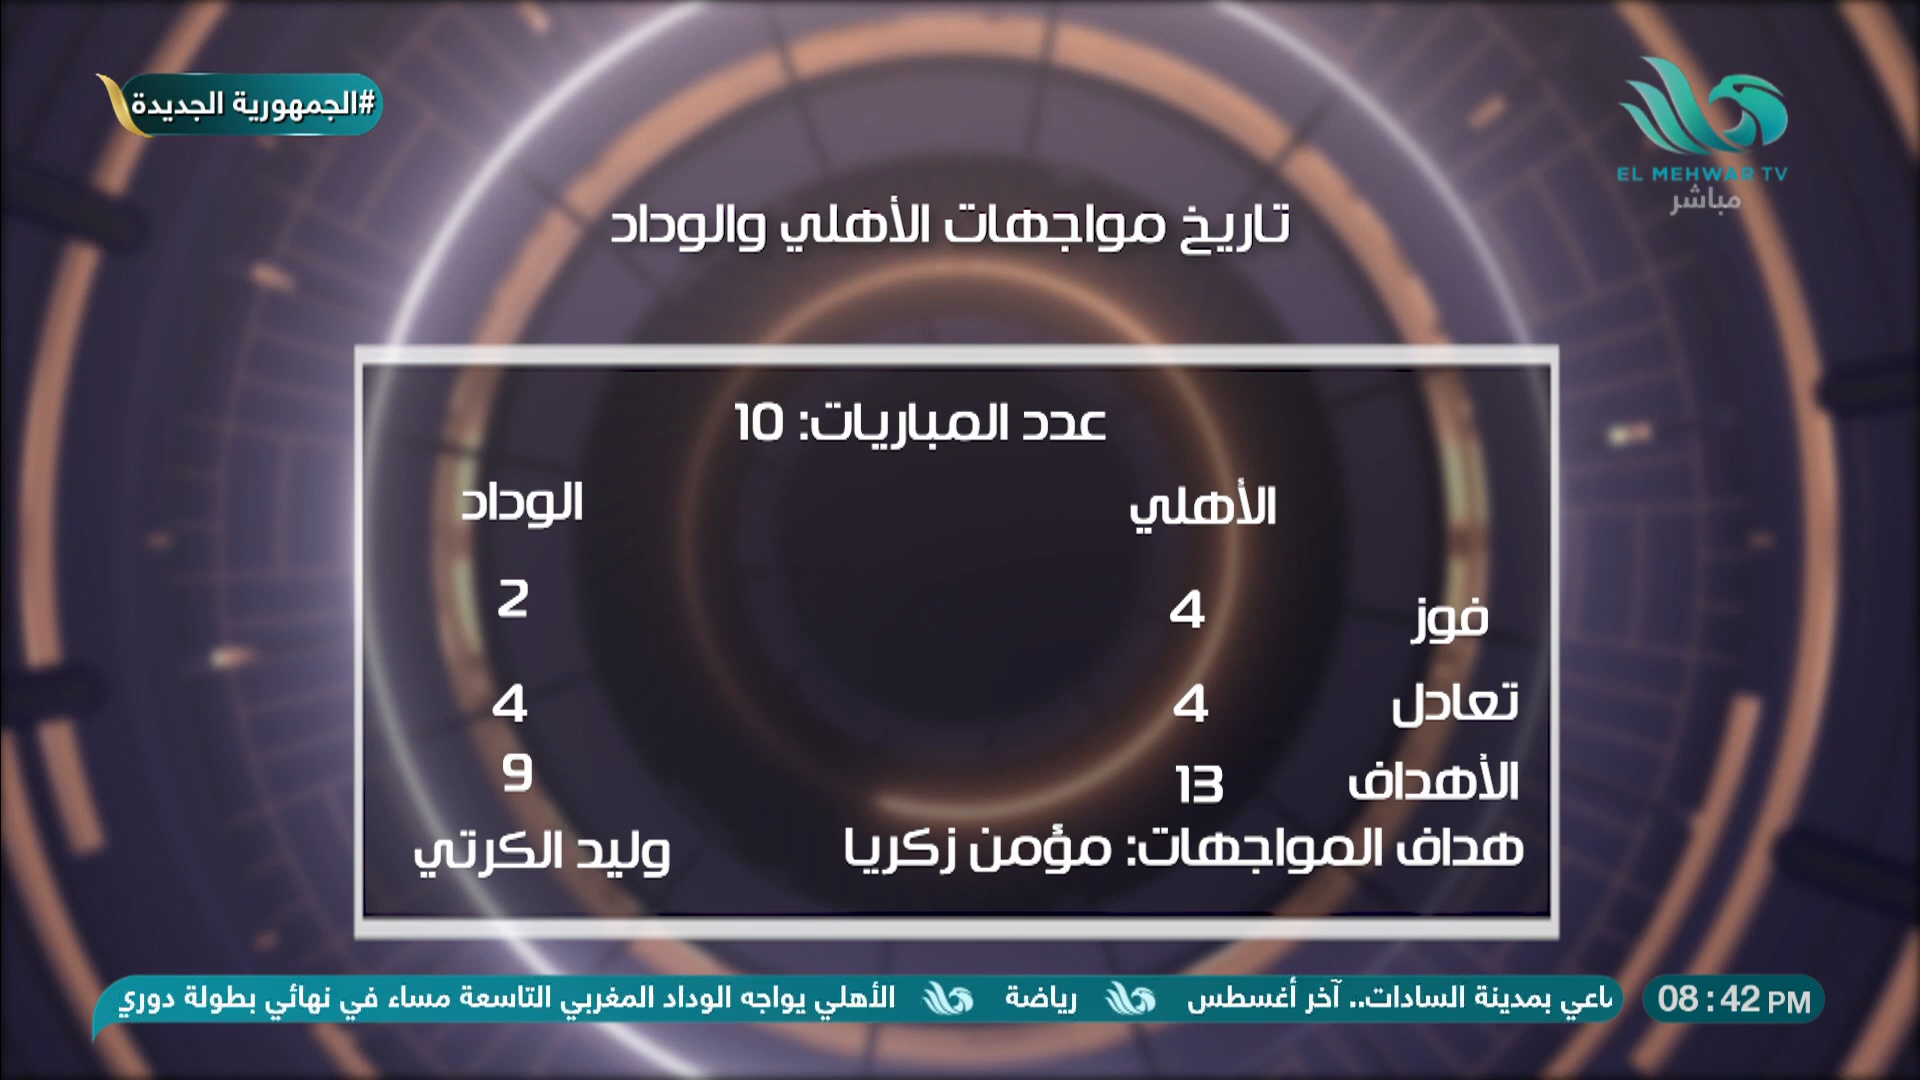 #الجمهورية الجديدة
EL MEHWAR TV
مباشر
تاريخ مواجهات الأهلي والوداد
عدد المباريات: 10
الأهلي الوداد
فوز 4 2
تعادل 4 4
الأهداف 13 9
هداف المواجهات: مؤمن زكريا وليد الكرتي
بمدينة السادات.. آخر أغسطس رياضة الأهلي يواجه الوداد المغربي التاسعة مساء في نهائي بطولة دوري
08:42 PM